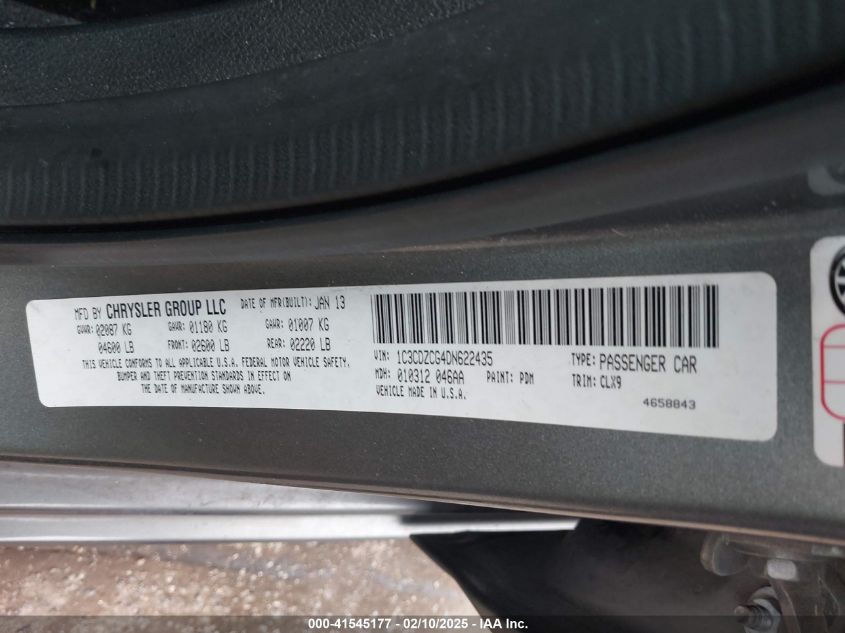 MFD BY CHRYSLER GROUP LLC DATE OF MFR(BUILT): JAN 13
GVWR: 02087 KG GAWR: 01180 KG GAWR: 01007 KG
04600 LB FRONT: 02600 LB REAR: 02220 LB
THIS VEHICLE CONFORMS TO ALL APPLICABLE U.S.A. FEDERAL MOTOR VEHICLE SAFETY,
BUMPER AND THEFT PREVENTION STANDARDS IN EFFECT ON
THE DATE OF MANUFACTURE SHOWN ABOVE.
VIN: 1C3CDZCG4DN622435 TYPE: PASSENGER CAR
MDH: 010312 046AA PAINT: PDM TRIM: CLX9
VEHICLE MADE IN U.S.A. 4658843
000-41545177 - 02/10/2025 - IAA Inc.